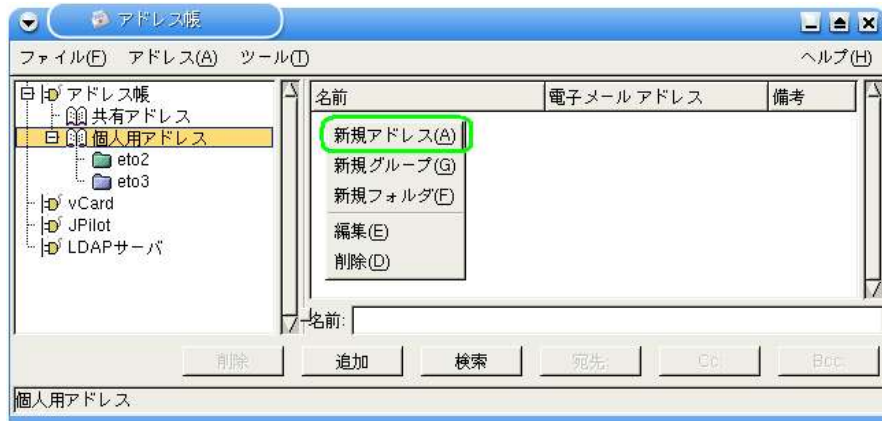 アドレス帳
ファイル(F) アドレス(A) ツール(T) ヘルプ(H)
アドレス帳
共有アドレス
個人用アドレス
eto2
eto3
vCard
JPilot
LDAPサーバ
名前 電子メール アドレス 備考
新規アドレス(A)
新規グループ(G)
新規フォルダ(F)
編集(E)
削除(D)
名前:
削除 追加 検索 宛先: Cc: Bcc:
個人用アドレス